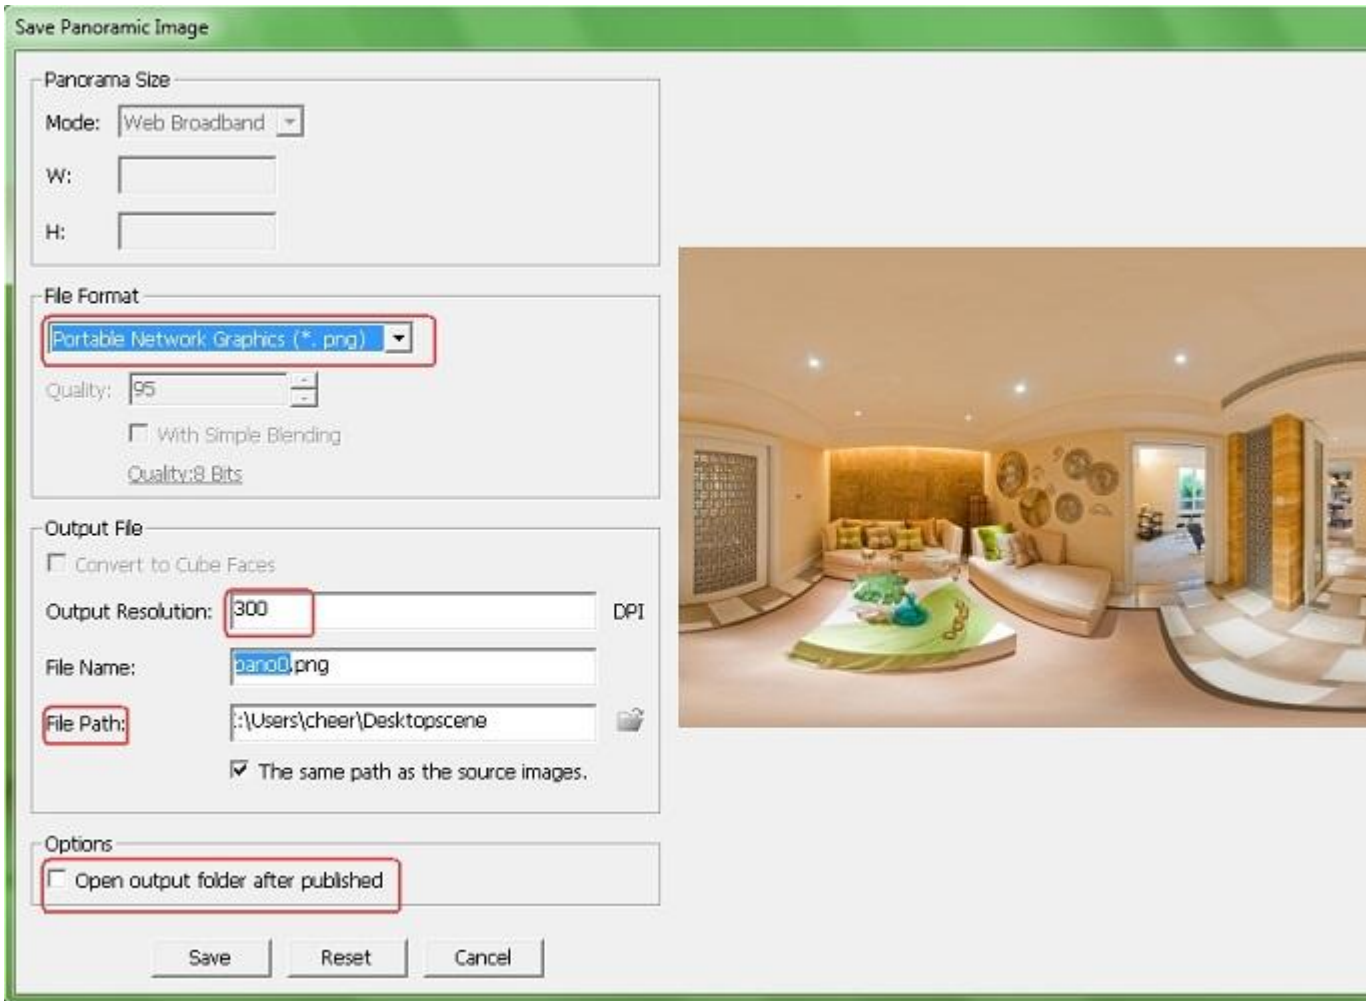 Save Panoramic Image
Panorama Size
Mode: Web Broadband
W:
H:
File Format
Portable Network Graphics (*. png)
Quality: 95
With Simple Blending
Quality:8 Bits
Output File
Convert to Cube Faces
Output Resolution: 300 DPI
File Name: pano0.png
File Path: :\Users\cheer\Desktopscene
The same path as the source images.
Options
Open output folder after published
Save Reset Cancel